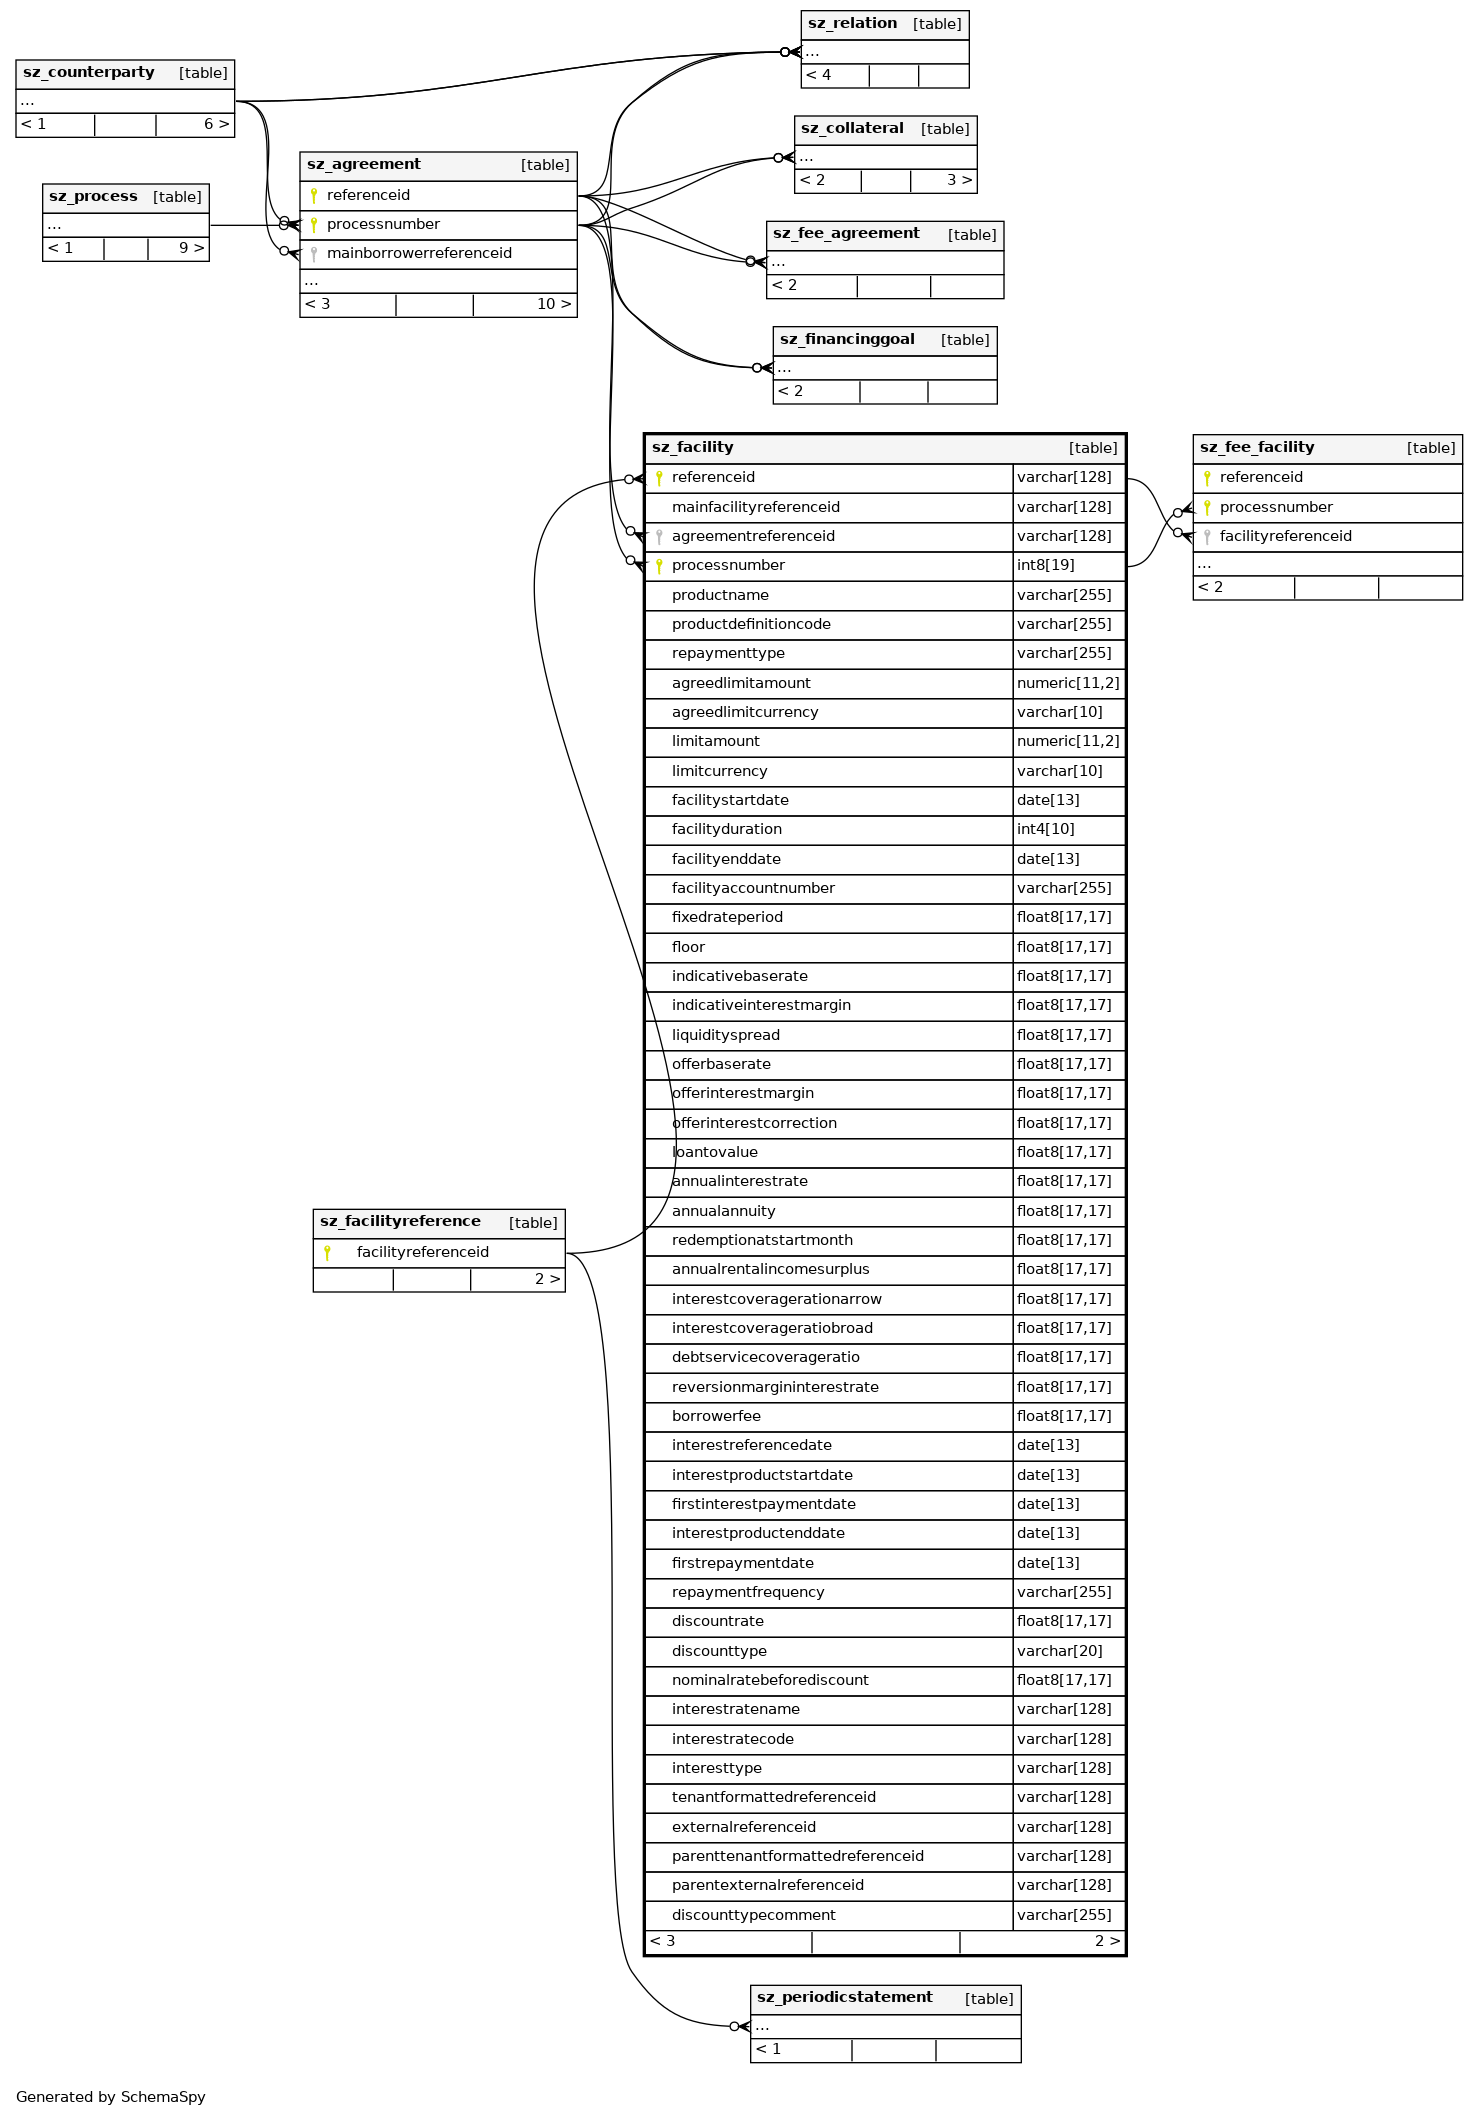 sz_relation [table]
...
< 4
sz_counterparty [table]
...
< 1 6 >
sz_collateral [table]
...
< 2 3 >
sz_agreement [table]
referenceid
processnumber
mainborrowerreferenceid
...
< 3 10 >
sz_process [table]
...
< 1 9 >
sz_fee_agreement [table]
...
< 2
sz_financinggoal [table]
...
< 2
sz_facility [table]
referenceid varchar[128]
mainfacilityreferenceid varchar[128]
agreementreferenceid varchar[128]
processnumber int8[19]
productname varchar[255]
productdefinitioncode varchar[255]
repaymenttype varchar[255]
agreedlimitamount numeric[11,2]
agreedlimitcurrency varchar[10]
limitamount numeric[11,2]
limitcurrency varchar[10]
facilitystartdate date[13]
facilityduration int4[10]
facilityenddate date[13]
facilityaccountnumber varchar[255]
fixedrateperiod float8[17,17]
floor float8[17,17]
indicativebaserate float8[17,17]
indicativeinterestmargin float8[17,17]
liquidityspread float8[17,17]
offerbaserate float8[17,17]
offerinterestmargin float8[17,17]
offerinterestcorrection float8[17,17]
loantovalue float8[17,17]
annualinterestrate float8[17,17]
annualannuity float8[17,17]
redemptionatstartmonth float8[17,17]
annualrentalincomesurplus float8[17,17]
interestcoveragerationarrow float8[17,17]
interestcoverageratiobroad float8[17,17]
debtservicecoverageratio float8[17,17]
reversionmargininterestrate float8[17,17]
borrowerfee float8[17,17]
interestreferencedate date[13]
interestproductstartdate date[13]
firstinterestpaymentdate date[13]
interestproductenddate date[13]
firstrepaymentdate date[13]
repaymentfrequency varchar[255]
discountrate float8[17,17]
discounttype varchar[20]
nominalratebeforediscount float8[17,17]
interestratename varchar[128]
interestratecode varchar[128]
interesttype varchar[128]
tenantformattedreferenceid varchar[128]
externalreferenceid varchar[128]
parenttenantformattedreferenceid varchar[128]
parentexternalreferenceid varchar[128]
discounttypecomment varchar[255]
< 3 2 >
sz_fee_facility [table]
referenceid
processnumber
facilityreferenceid
...
< 2
sz_facilityreference [table]
facilityreferenceid
2 >
sz_periodicstatement [table]
...
< 1
Generated by SchemaSpy